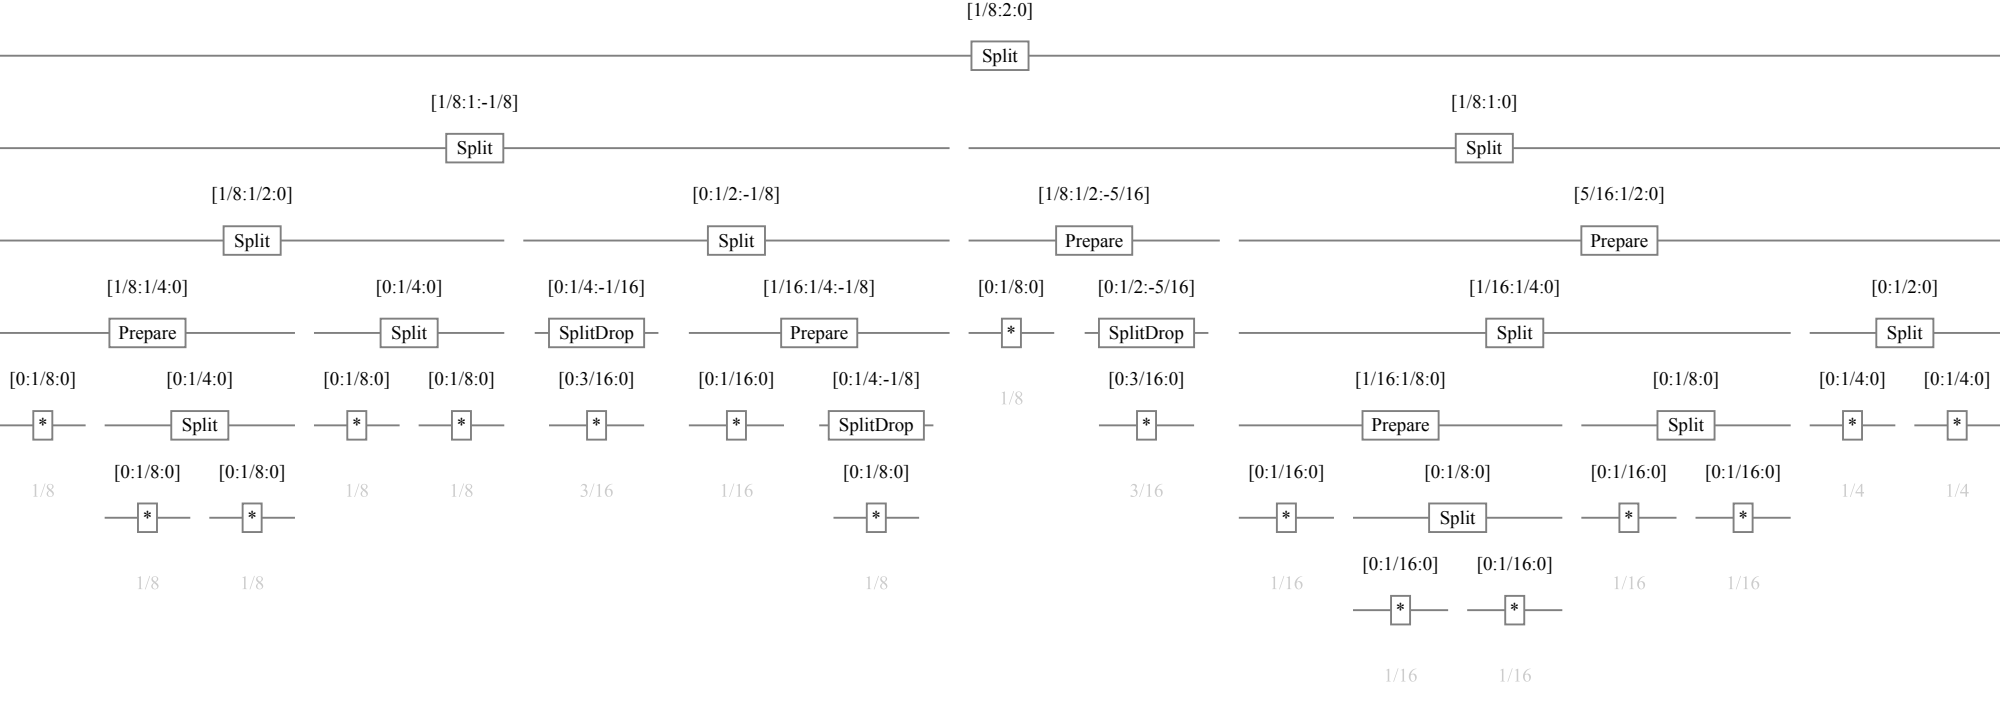 [1/8:2:0]
Split
[1/8:1:-1/8] [1/8:1:0]
Split Split
[1/8:1/2:0] [0:1/2:-1/8] [1/8:1/2:-5/16] [5/16:1/2:0]
Split Split Prepare Prepare
[1/8:1/4:0] [0:1/4:0] [0:1/4:-1/16] [1/16:1/4:-1/8] [0:1/8:0] [0:1/2:-5/16] [1/16:1/4:0] [0:1/2:0]
Prepare Split SplitDrop Prepare * SplitDrop Split Split
[0:1/8:0] [0:1/4:0] [0:1/8:0] [0:1/8:0] [0:3/16:0] [0:1/16:0] [0:1/4:-1/8] 1/8 [0:3/16:0] [1/16:1/8:0] [0:1/8:0] [0:1/4:0] [0:1/4:0]
* Split * * * * SplitDrop * Prepare Split * *
1/8 [0:1/8:0] [0:1/8:0] 1/8 1/8 3/16 1/16 [0:1/8:0] 3/16 [0:1/16:0] [0:1/8:0] [0:1/16:0] [0:1/16:0] 1/4 1/4
* * * * Split * *
1/8 1/8 1/8 1/16 [0:1/16:0] [0:1/16:0] 1/16 1/16
* *
1/16 1/16